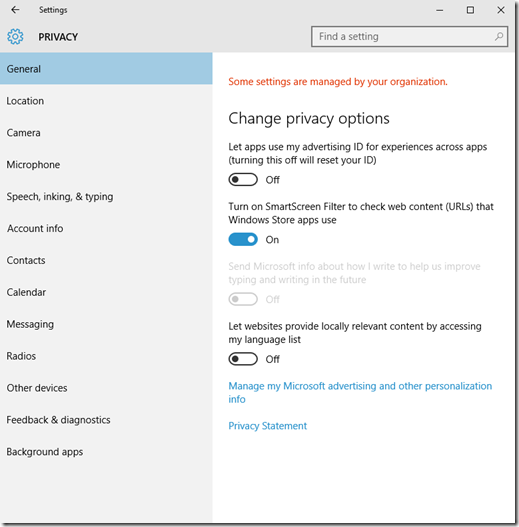 Settings
PRIVACY
Find a setting
General
Location
Camera
Microphone
Speech, inking, & typing
Account info
Contacts
Calendar
Messaging
Radios
Other devices
Feedback & diagnostics
Background apps
Some settings are managed by your organization.
Change privacy options
Let apps use my advertising ID for experiences across apps
(turning this off will reset your ID)
Off
Turn on SmartScreen Filter to check web content (URLs) that
Windows Store apps use
On
Send Microsoft info about how I write to help us improve
typing and writing in the future
Off
Let websites provide locally relevant content by accessing
my language list
Off
Manage my Microsoft advertising and other personalization
info
Privacy Statement